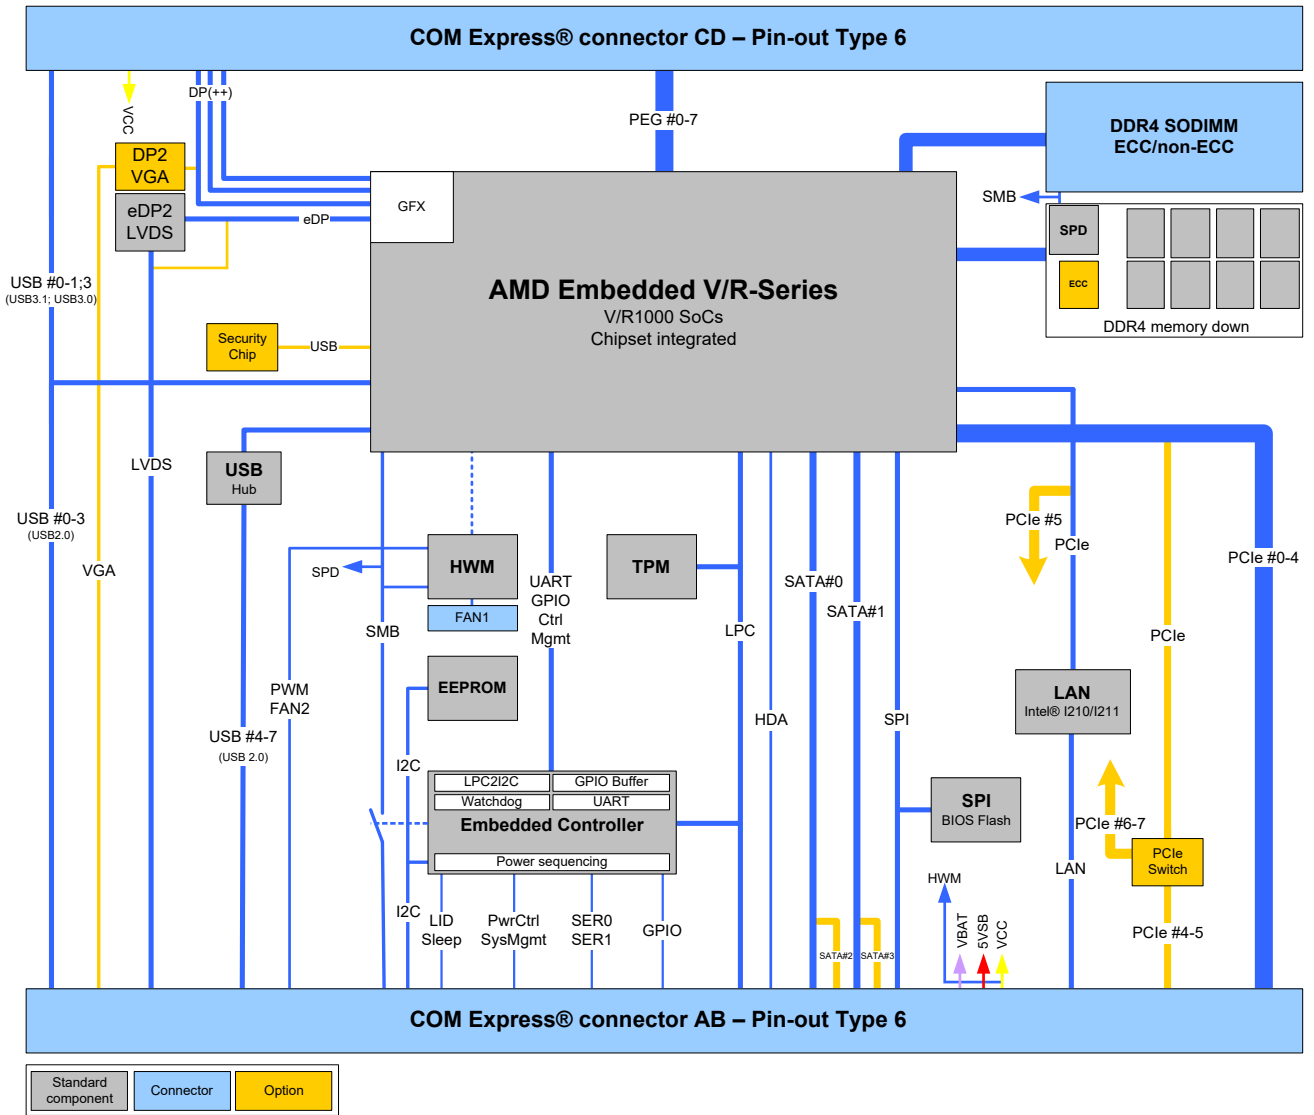 COM Express® connector CD – Pin-out Type 6
DP(++)
VCC
PEG #0-7
DDR4 SODIMM
ECC/non-ECC
DP2
VGA
eDP2
LVDS
eDP
GFX
SMB
SPD
ECC
DDR4 memory down
AMD Embedded V/R-Series
V/R1000 SoCs
Chipset integrated
USB #0-1;3
(USB3.1; USB3.0)
Security
Chip
USB
LVDS
USB
Hub
USB #0-3
(USB2.0)
VGA
PCIe #5
PCIe
PCIe #0-4
HWM
SPD
FAN1
TPM
UART
GPIO
Ctrl
Mgmt
SATA#0
SATA#1
SMB
LPC
PCIe
EEPROM
PWM
FAN2
LAN
Intel® I210/I211
USB #4-7
(USB 2.0)
HDA
SPI
I2C
LPC2I2C
GPIO Buffer
Watchdog
UART
Embedded Controller
Power sequencing
SPI
BIOS Flash
PCIe #6-7
PCIe
Switch
LAN
HWM
VBAT
5VSB
VCC
I2C
LID
Sleep
PwrCtrl
SysMgmt
SER0
SER1
GPIO
SATA#2
SATA#3
PCIe #4-5
COM Express® connector AB – Pin-out Type 6
Standard
component
Connector
Option